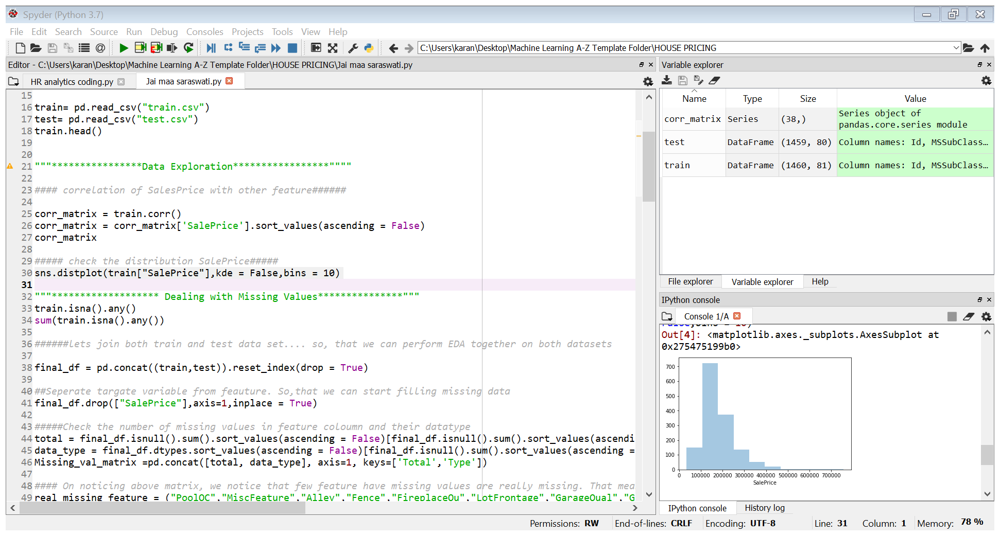 Spyder (Python 3.7)
File Edit Search Source Run Debug Consoles Projects Tools View Help
C:\Users\karan\Desktop\Machine Learning A-Z Template Folder\HOUSE PRICING
Editor - C:\Users\karan\Desktop\Machine Learning A-Z Template Folder\HOUSE PRICING\Jai maa saraswati.py
HR analytics coding.py Jai maa saraswati.py
15
16 train= pd.read_csv("train.csv")
17 test= pd.read_csv("test.csv")
18 train.head()
19
20
21 """****************Data Exploration*****************""""
22
23 #### correlation of SalesPrice with other feature######
24
25 corr_matrix = train.corr()
26 corr_matrix = corr_matrix['SalePrice'].sort_values(ascending = False)
27 corr_matrix
28
29 ##### check the distribution SalePrice#####
30 sns.distplot(train["SalePrice"],kde = False,bins = 10)
31
32 """******************* Dealing with Missing Values***************"""
33 train.isna().any()
34 sum(train.isna().any())
35
36 ######lets join both train and test data set.... so, that we can perform EDA together on both datasets
37
38 final_df = pd.concat((train,test)).reset_index(drop = True)
39
40 ##Seperate targate variable from feauture. So,that we can start filling missing data
41 final_df.drop(["SalePrice"],axis=1,inplace = True)
42
43 #####Check the number of missing values in feature coloumn and their datatype
44 total = final_df.isnull().sum().sort_values(ascending = False)[final_df.isnull().sum().sort_values(ascendi
45 data_type = final_df.dtypes.sort_values(ascending = False)[final_df.isnull().sum().sort_values(ascending =
46 Missing_val_matrix =pd.concat([total, data_type], axis=1, keys=['Total','Type'])
47
48 #### On noticing above matrix, we notice that few feature have missing values are really missing. That mea
49 real_missing_feature = ("PoolQC","MiscFeature","Alley","Fence","FireplaceQu","LotFrontage","GarageQual","G
Variable explorer
Name Type Size Value
corr_matrix Series (38,) Series object of
pandas.core.series module
test DataFrame (1459, 80) Column names: Id, MSSubClass...
train DataFrame (1460, 81) Column names: Id, MSSubClass...
File explorer Variable explorer Help
IPython console
Console 1/A
False,bins = 10)
Out[4]: <matplotlib.axes._subplots.AxesSubplot at
0x275475199b0>
700
600
500
400
300
200
100
0
0 100000 200000 300000 400000 500000 600000 700000
SalePrice
IPython console History log
Permissions: RW End-of-lines: CRLF Encoding: UTF-8 Line: 31 Column: 1 Memory: 78 %